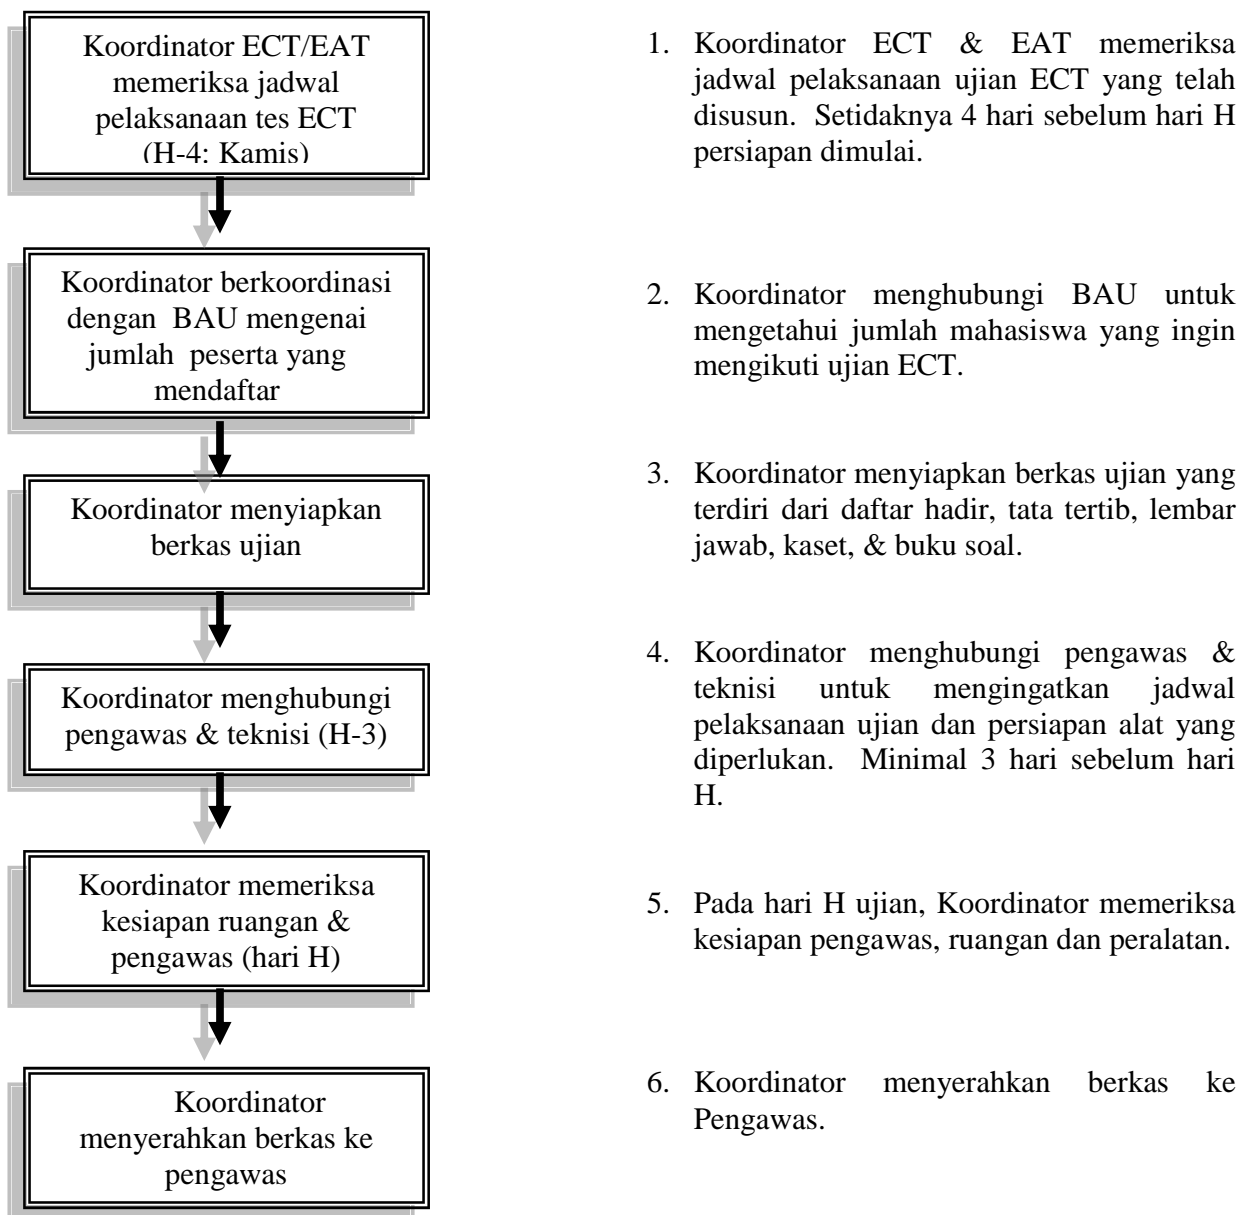 Koordinator ECT/EAT
memeriksa jadwal
pelaksanaan tes ECT
(H-4: Kamis)
1. Koordinator ECT & EAT memeriksa
jadwal pelaksanaan ujian ECT yang telah
disusun. Setidaknya 4 hari sebelum hari H
persiapan dimulai.
Koordinator berkoordinasi
dengan BAU mengenai
jumlah peserta yang
mendaftar
2. Koordinator menghubungi BAU untuk
mengetahui jumlah mahasiswa yang ingin
mengikuti ujian ECT.
Koordinator menyiapkan
berkas ujian
3. Koordinator menyiapkan berkas ujian yang
terdiri dari daftar hadir, tata tertib, lembar
jawab, kaset, & buku soal.
Koordinator menghubungi
pengawas & teknisi (H-3)
4. Koordinator menghubungi pengawas &
teknisi untuk mengingatkan jadwal
pelaksanaan ujian dan persiapan alat yang
diperlukan. Minimal 3 hari sebelum hari
H.
Koordinator memeriksa
kesiapan ruangan &
pengawas (hari H)
5. Pada hari H ujian, Koordinator memeriksa
kesiapan pengawas, ruangan dan peralatan.
Koordinator
menyerahkan berkas ke
pengawas
6. Koordinator menyerahkan berkas ke
Pengawas.